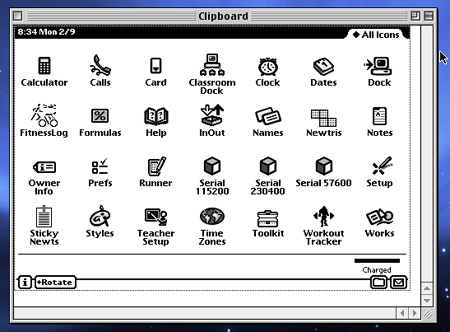 Clipboard
8:34 Mon 2/9
◆ All Icons
Calculator Calls Card Classroom Dock Clock Dates Dock
FitnessLog Formulas Help InOut Names Newtris Notes
Owner Info Prefs Runner Serial 115200 Serial 230400 Serial 57600 Setup
Sticky Newts Styles Teacher Setup Time Zones Toolkit Workout Tracker Works
Charged
i ◆Rotate